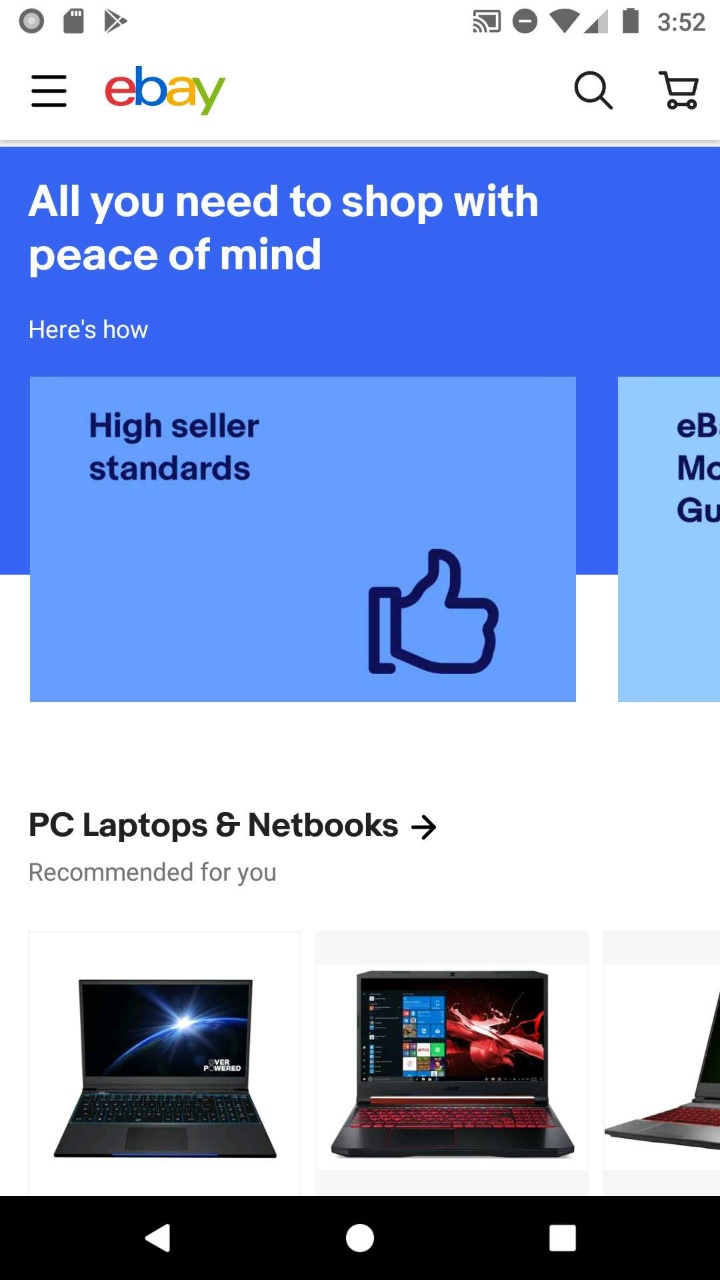 3:52
ebay
All you need to shop with
peace of mind
Here's how
High seller
standards
eB
Mo
Gu
PC Laptops & Netbooks
Recommended for you
OVER
POWERED
acer